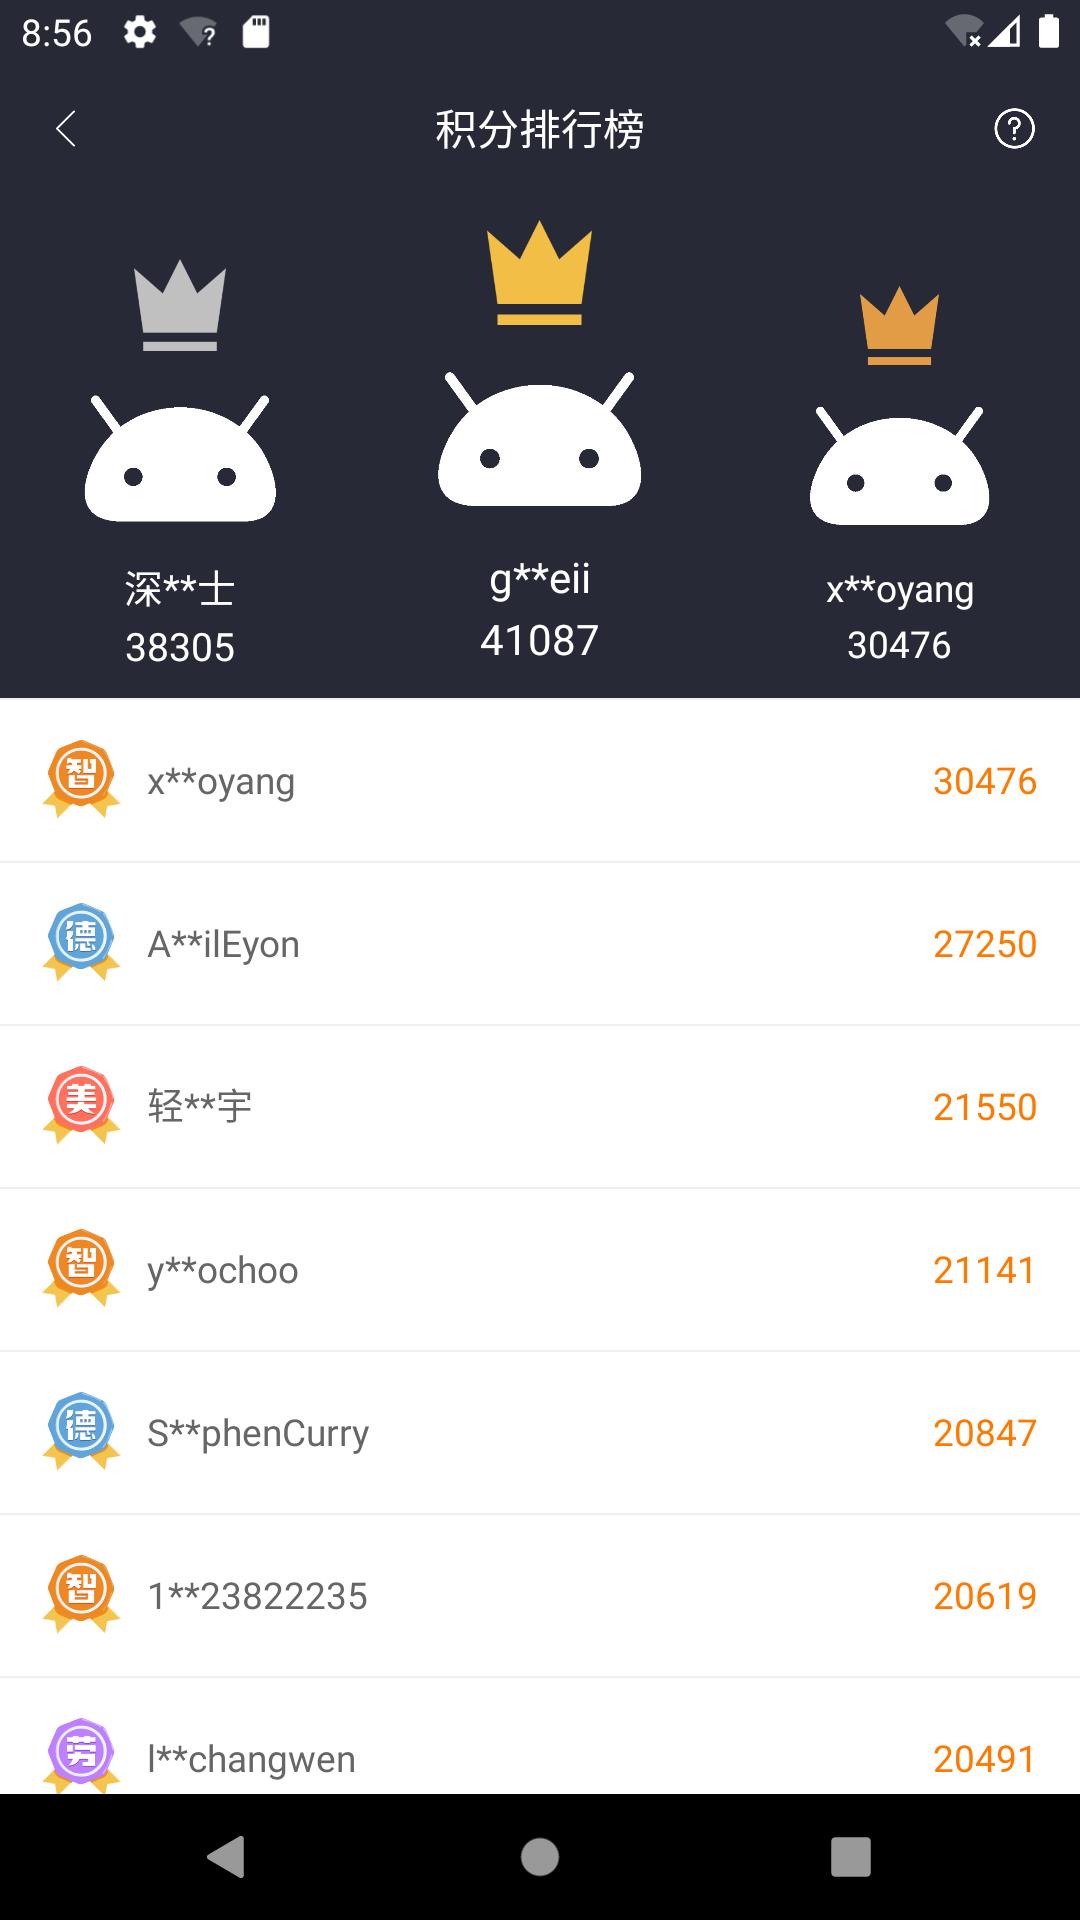 8:56
积分排行榜
深**士
38305
g**eii
41087
x**oyang
30476
智 x**oyang 30476
德 A**ilEyon 27250
美 轻**宇 21550
智 y**ochoo 21141
德 S**phenCurry 20847
智 1**23822235 20619
劳 l**changwen 20491